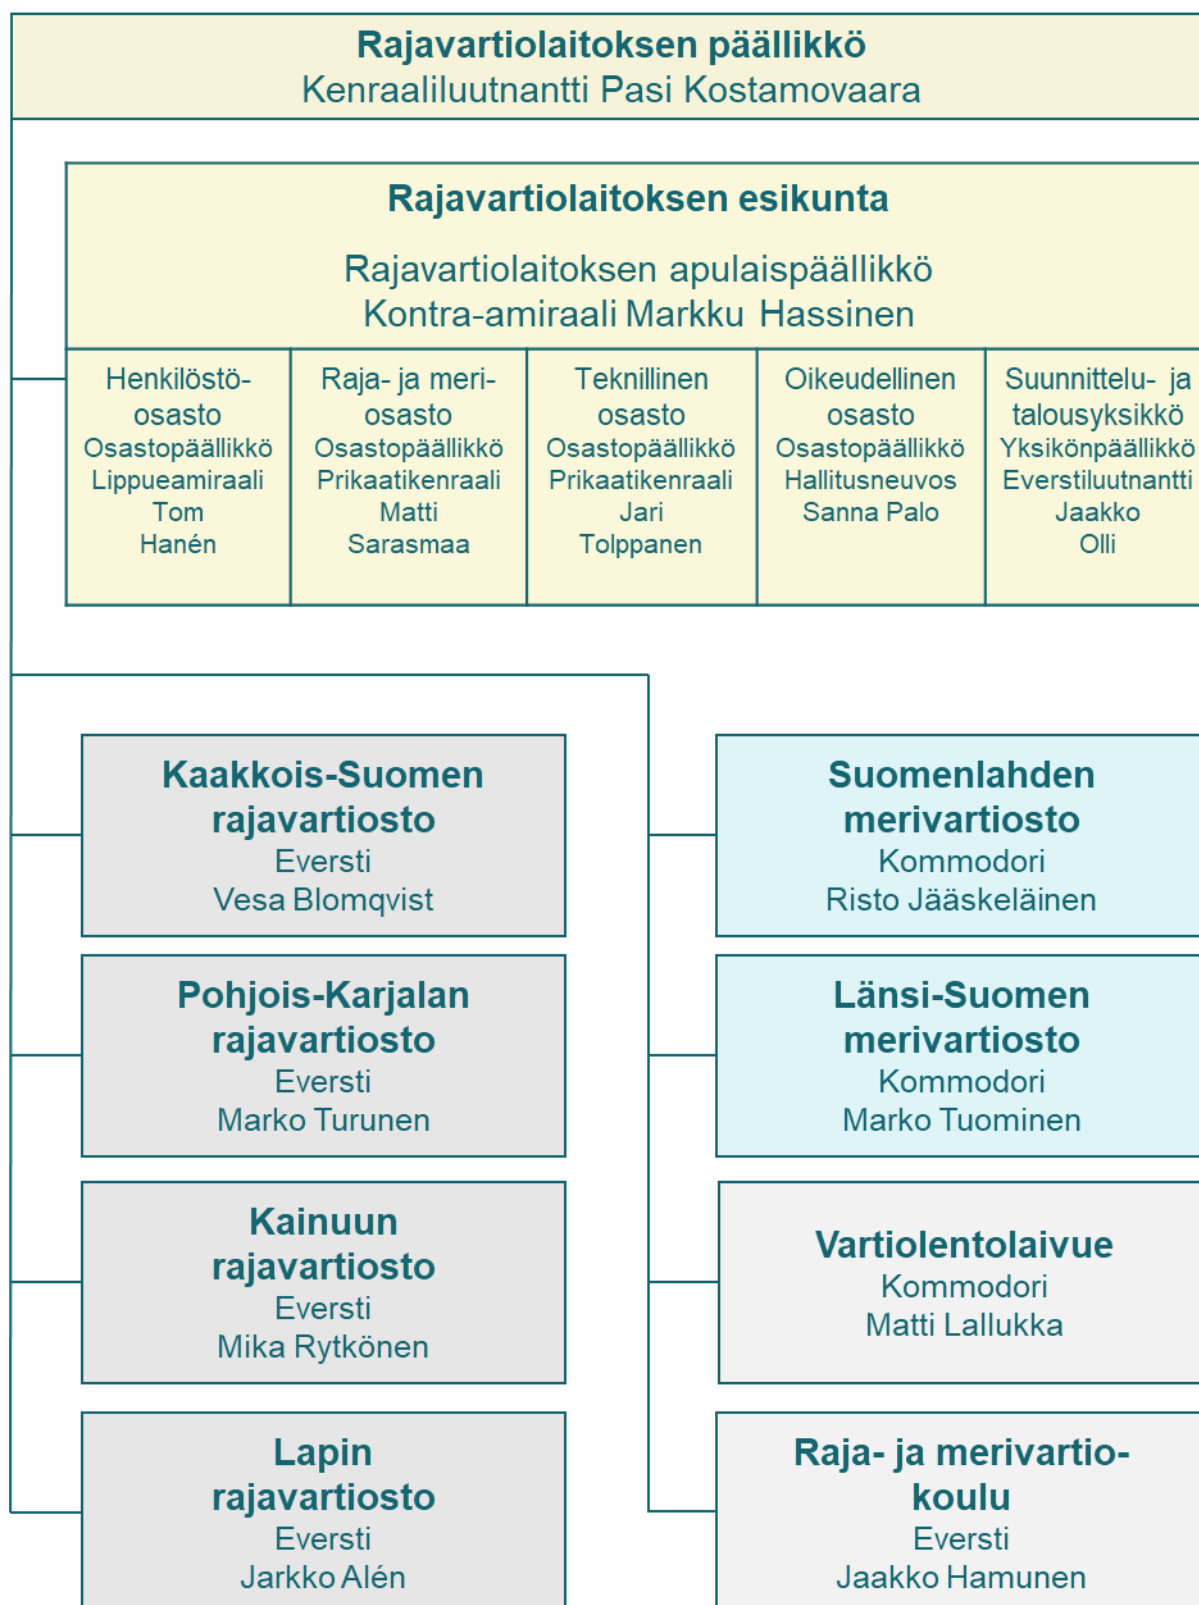 Rajavartiolaitoksen päällikkö
Kenraaliluutnantti Pasi Kostamovaara
Rajavartiolaitoksen esikunta
Rajavartiolaitoksen apulaispäällikkö
Kontra-amiraali Markku Hassinen
Henkilöstö-
osasto
Osastopäällikkö
Lippueamiraali
Tom
Hanén
Raja- ja meri-
osasto
Osastopäällikkö
Prikaatikenraali
Matti
Sarasmaa
Teknillinen
osasto
Osastopäällikkö
Prikaatikenraali
Jari
Tolppanen
Oikeudellinen
osasto
Osastopäällikkö
Hallitusneuvos
Sanna Palo
Suunnittelu- ja
talousyksikkö
Yksikönpäällikkö
Everstiluutnantti
Jaakko
Olli
Kaakkois-Suomen
rajavartiosto
Eversti
Vesa Blomqvist
Pohjois-Karjalan
rajavartiosto
Eversti
Marko Turunen
Kainuun
rajavartiosto
Eversti
Mika Rytkönen
Lapin
rajavartiosto
Eversti
Jarkko Alén
Suomenlahden
merivartiosto
Kommodori
Risto Jääskeläinen
Länsi-Suomen
merivartiosto
Kommodori
Marko Tuominen
Vartiolentolaivue
Kommodori
Matti Lallukka
Raja- ja merivartio-
koulu
Eversti
Jaakko Hamunen